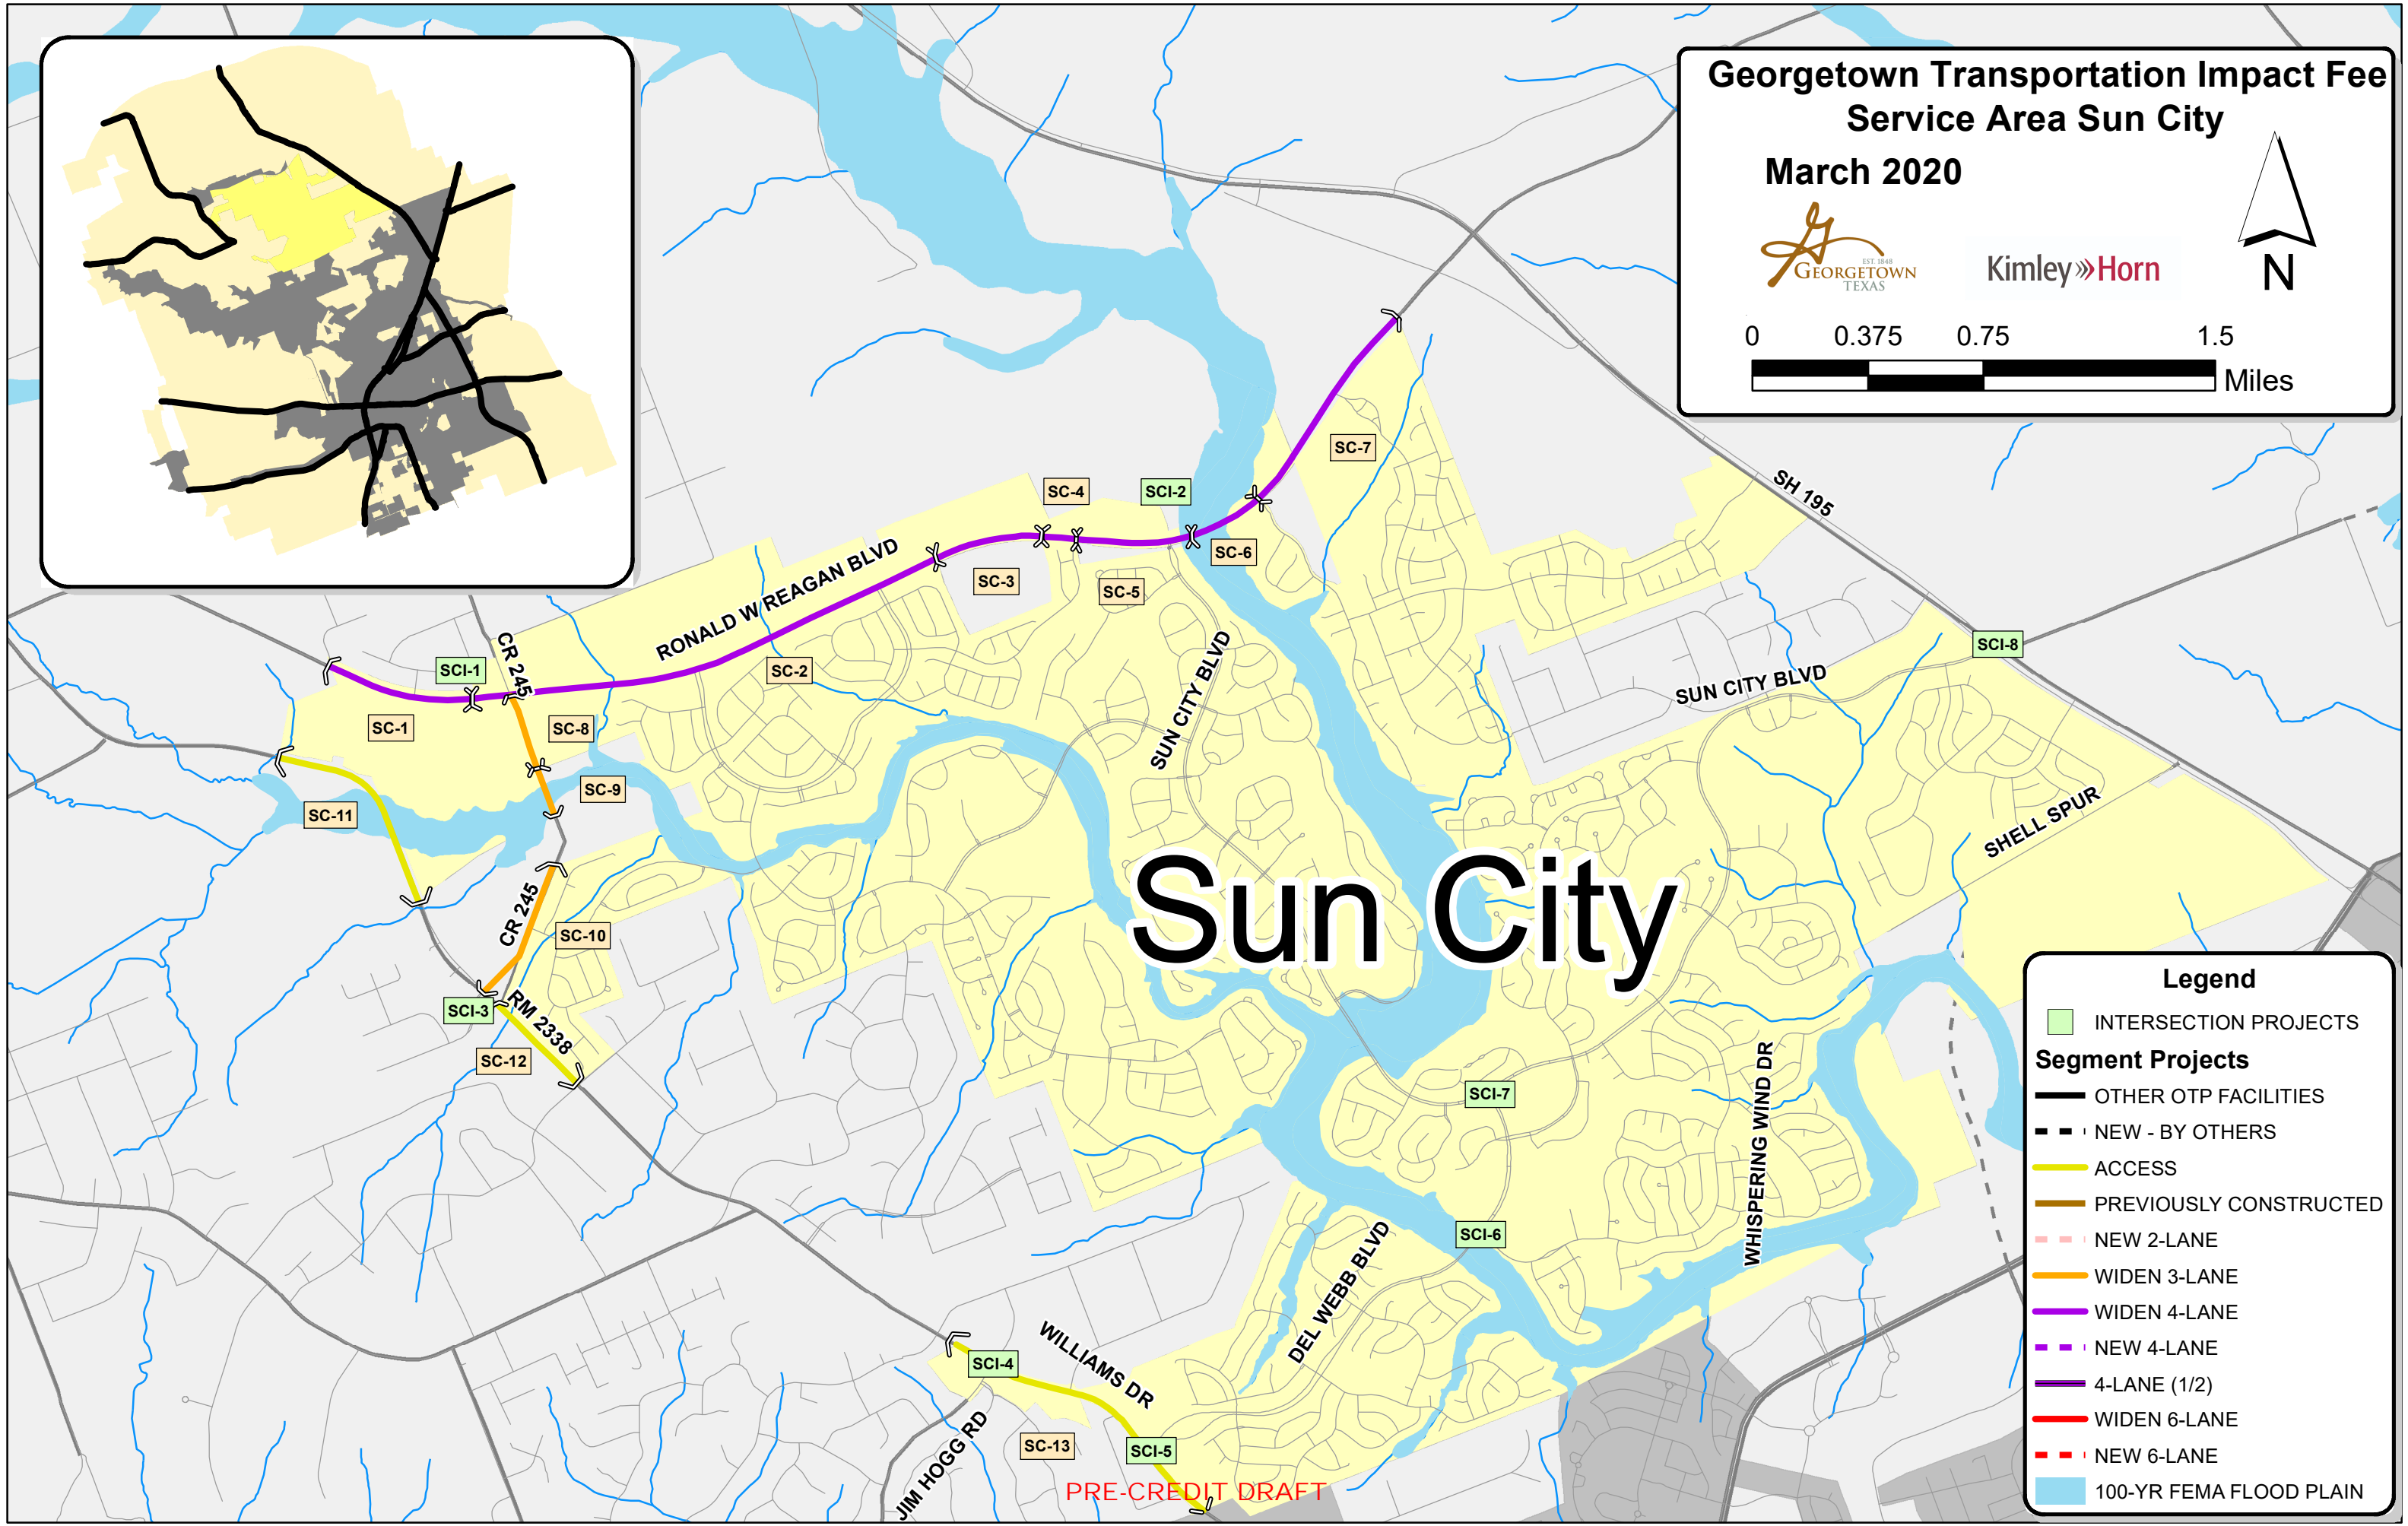 Georgetown Transportation Impact Fee
Service Area Sun City
March 2020
EST. 1848
GEORGETOWN
TEXAS
Kimley»Horn
N
0 0.375 0.75 1.5
Miles
SC-7
SC-4
SCI-2
SH 195
SC-6
RONALD W REAGAN BLVD
SC-3
SC-5
CR 245
SCI-1
SC-2
SUN CITY BLVD
SUN CITY BLVD
SCI-8
SC-1
SC-8
SC-9
SC-11
SHELL SPUR
Sun City
CR 245
SC-10
SCI-3
RM 2338
SC-12
SCI-7
WHISPERING WIND DR
SCI-6
DEL WEBB BLVD
WILLIAMS DR
SCI-4
JIM HOGG RD
SC-13
SCI-5
PRE-CREDIT DRAFT
Legend
INTERSECTION PROJECTS
Segment Projects
OTHER OTP FACILITIES
NEW - BY OTHERS
ACCESS
PREVIOUSLY CONSTRUCTED
NEW 2-LANE
WIDEN 3-LANE
WIDEN 4-LANE
NEW 4-LANE
4-LANE (1/2)
WIDEN 6-LANE
NEW 6-LANE
100-YR FEMA FLOOD PLAIN